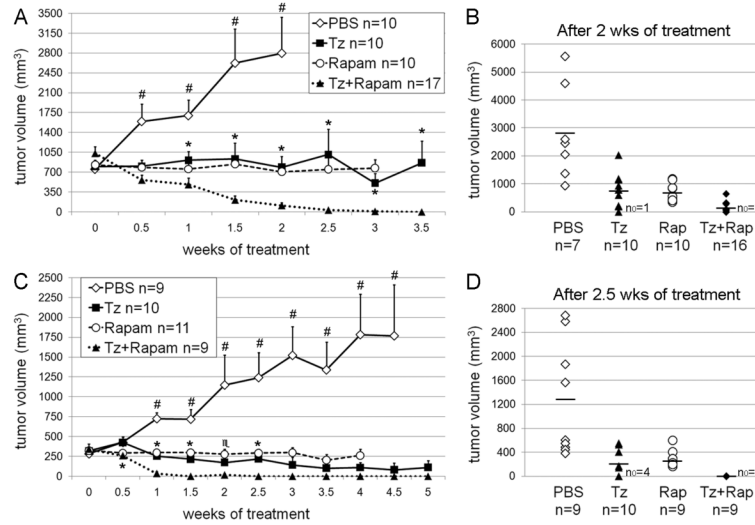 A
tumor volume (mm³)
3500
3150
2800
2450
2100
1750
1400
1050
700
350
0
PBS n=10
Tz n=10
Rapam n=10
Tz+Rapam n=17
# # # #
* * * * *
*
0 0.5 1 1.5 2 2.5 3 3.5
weeks of treatment
B
After 2 wks of treatment
tumor volume (mm³)
6000
5000
4000
3000
2000
1000
0
n₀=1
n₀=
PBS Tz Rap Tz+Rap
n=7 n=10 n=10 n=16
C
tumor volume (mm³)
2500
2250
2000
1750
1500
1250
1000
750
500
250
0
PBS n=9
Tz n=10
Rapam n=11
Tz+Rapam n=9
# # # # # # # #
* * *
*
0 0.5 1 1.5 2 2.5 3 3.5 4 4.5 5
weeks of treatment
D
After 2.5 wks of treatment
tumor volume (mm³)
2800
2400
2000
1600
1200
800
400
0
n₀=4
n₀=
PBS Tz Rap Tz+Rap
n=9 n=10 n=9 n=9